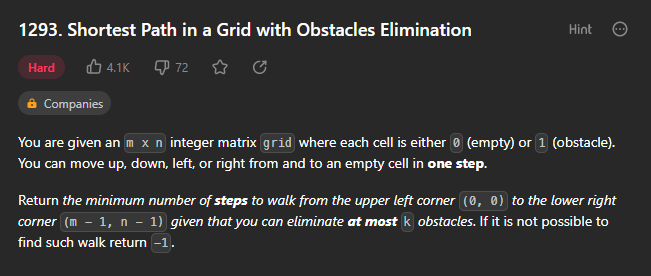 1293. Shortest Path in a Grid with Obstacles Elimination
Hint
Hard 4.1K 72
Companies
You are given an m x n integer matrix grid where each cell is either 0 (empty) or 1 (obstacle).
You can move up, down, left, or right from and to an empty cell in one step.
Return the minimum number of steps to walk from the upper left corner (0, 0) to the lower right
corner (m − 1, n − 1) given that you can eliminate at most k obstacles. If it is not possible to
find such walk return −1.